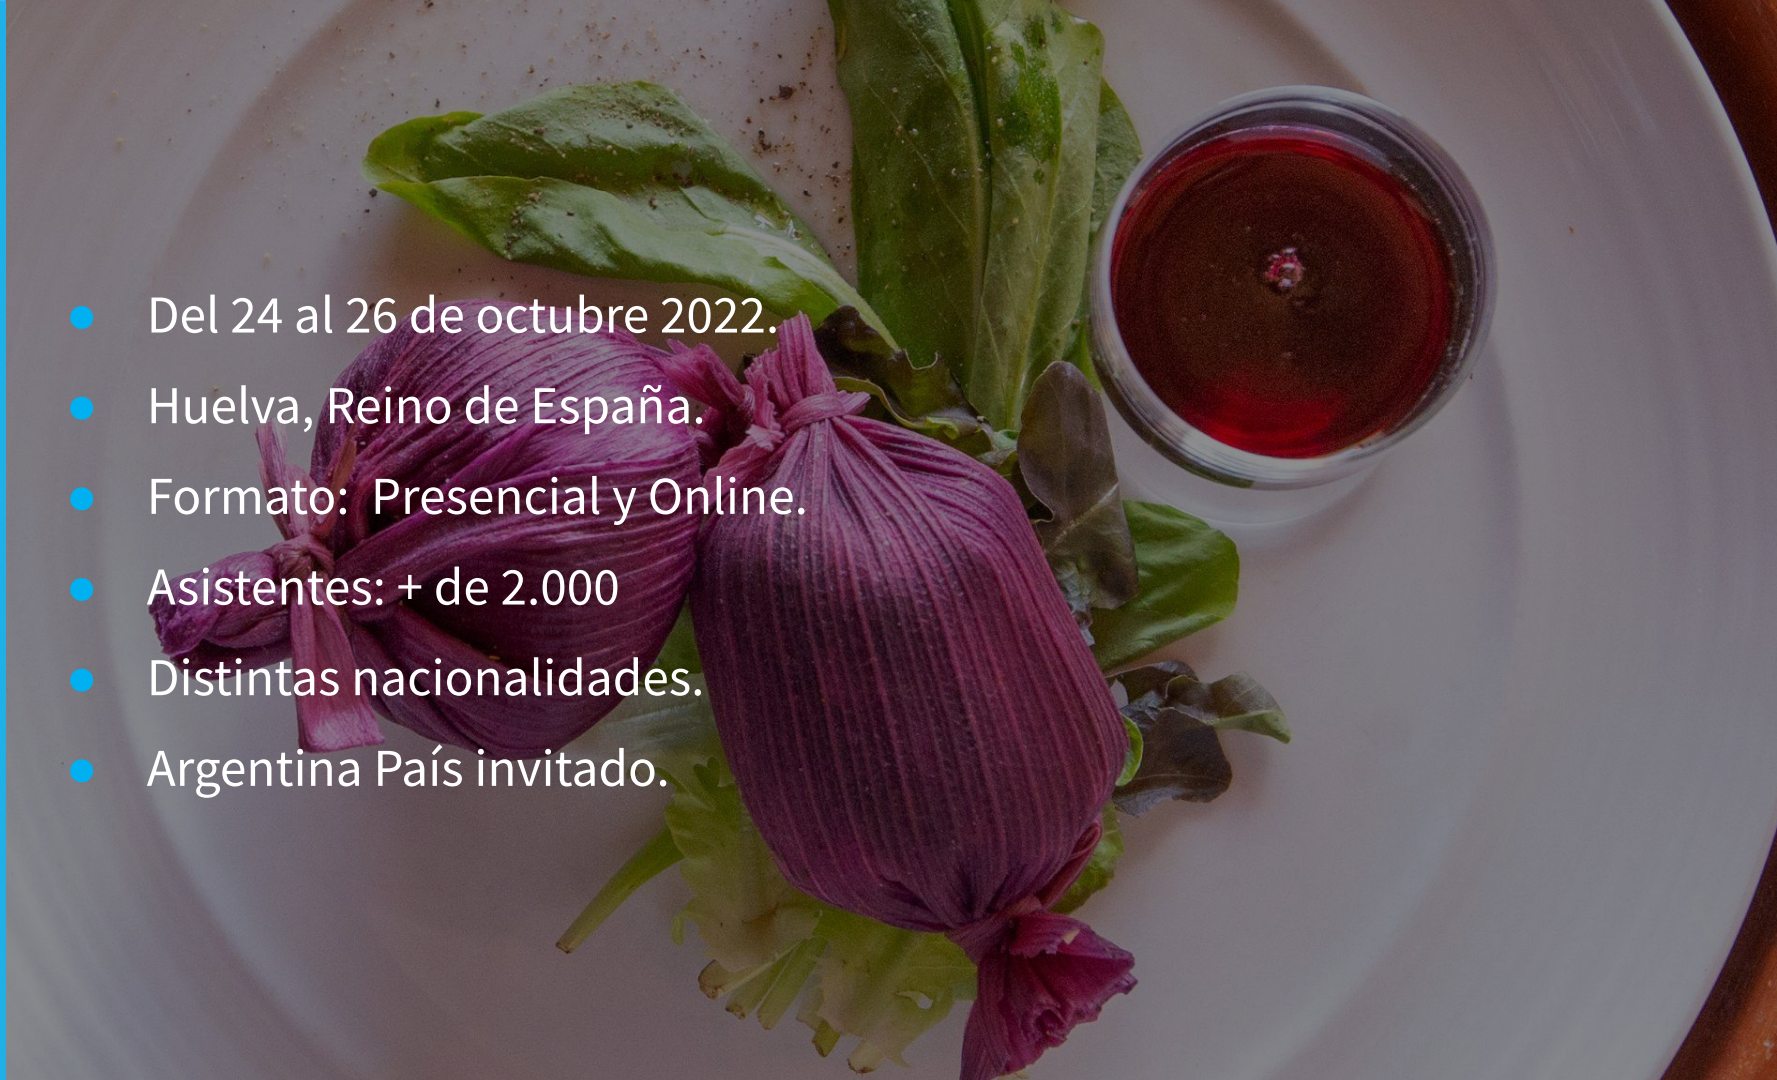 Del 24 al 26 de octubre 2022.
Huelva, Reino de España.
Formato:  Presencial y Online.
Asistentes: + de 2.000
Distintas nacionalidades.
Argentina País invitado.